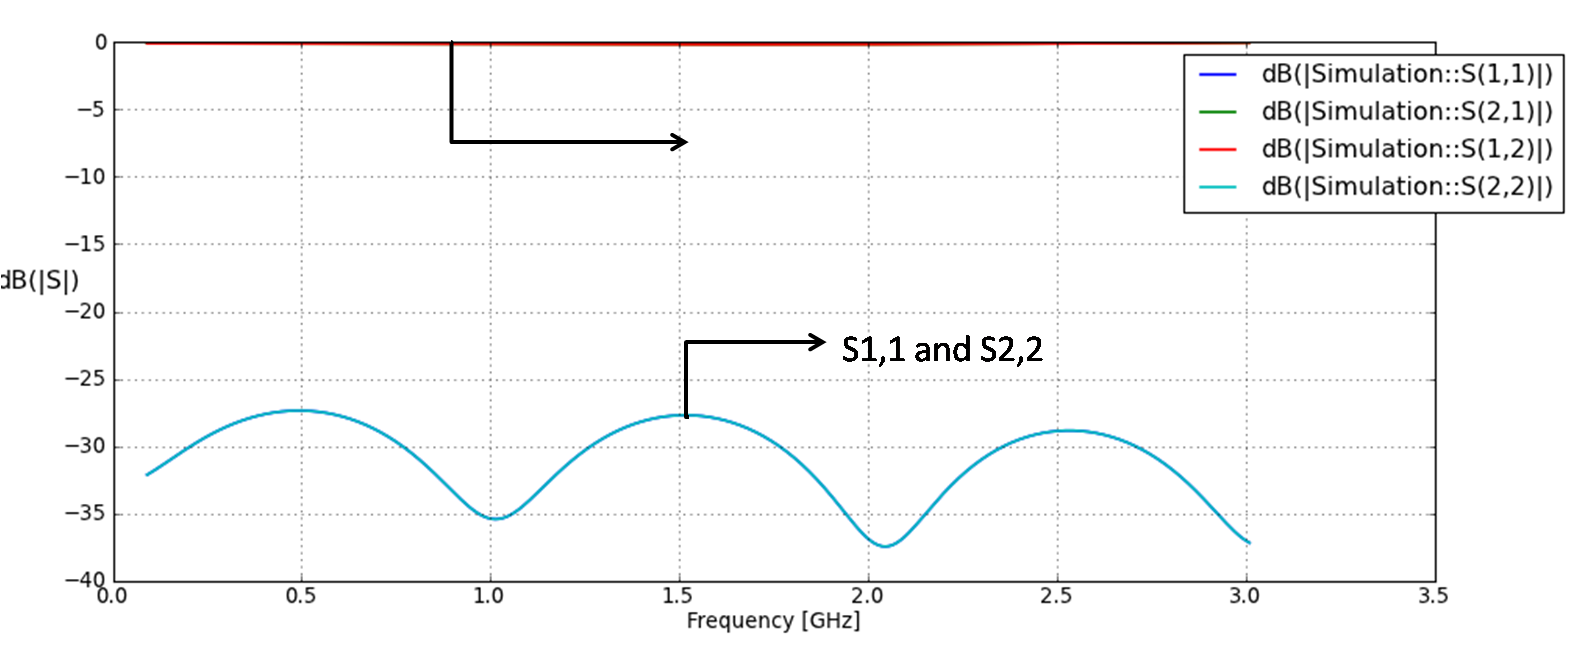 0
−5
−10
−15
−20
−25
−30
−35
−40
dB(|S|)
dB(|Simulation::S(1,1)|)
dB(|Simulation::S(2,1)|)
dB(|Simulation::S(1,2)|)
dB(|Simulation::S(2,2)|)
S1,1 and S2,2
0.0 0.5 1.0 1.5 2.0 2.5 3.0 3.5
Frequency [GHz]